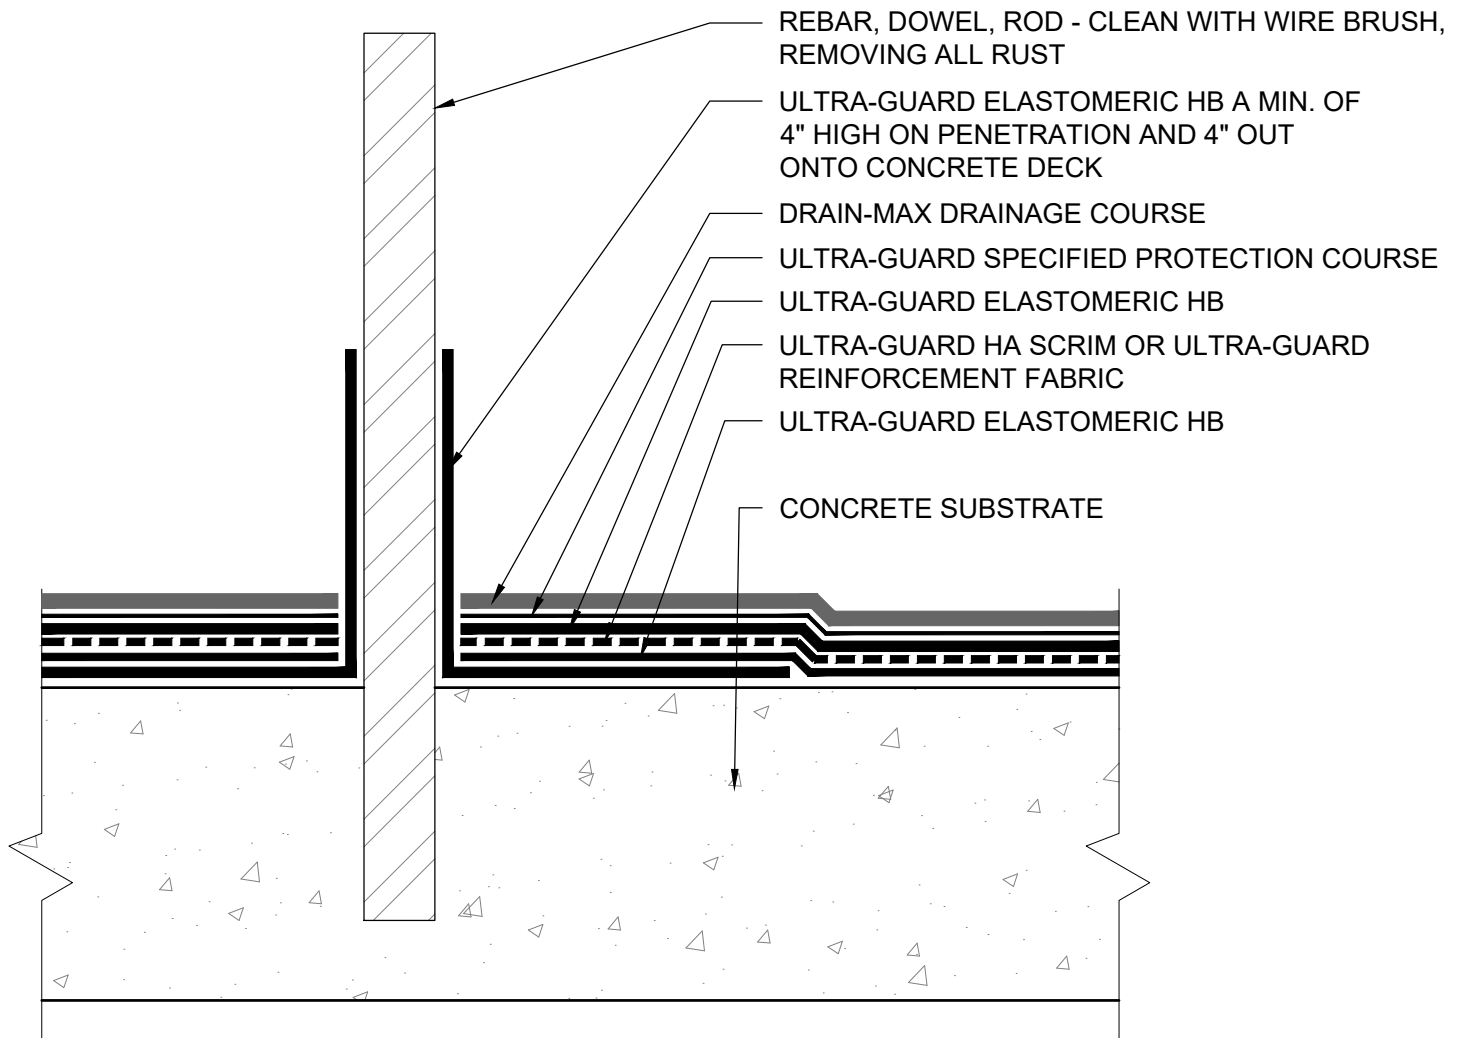 REBAR, DOWEL, ROD - CLEAN WITH WIRE BRUSH,
REMOVING ALL RUST
ULTRA-GUARD ELASTOMERIC HB A MIN. OF
4" HIGH ON PENETRATION AND 4" OUT
ONTO CONCRETE DECK
DRAIN-MAX DRAINAGE COURSE
ULTRA-GUARD SPECIFIED PROTECTION COURSE
ULTRA-GUARD ELASTOMERIC HB
ULTRA-GUARD HA SCRIM OR ULTRA-GUARD
REINFORCEMENT FABRIC
ULTRA-GUARD ELASTOMERIC HB
CONCRETE SUBSTRATE